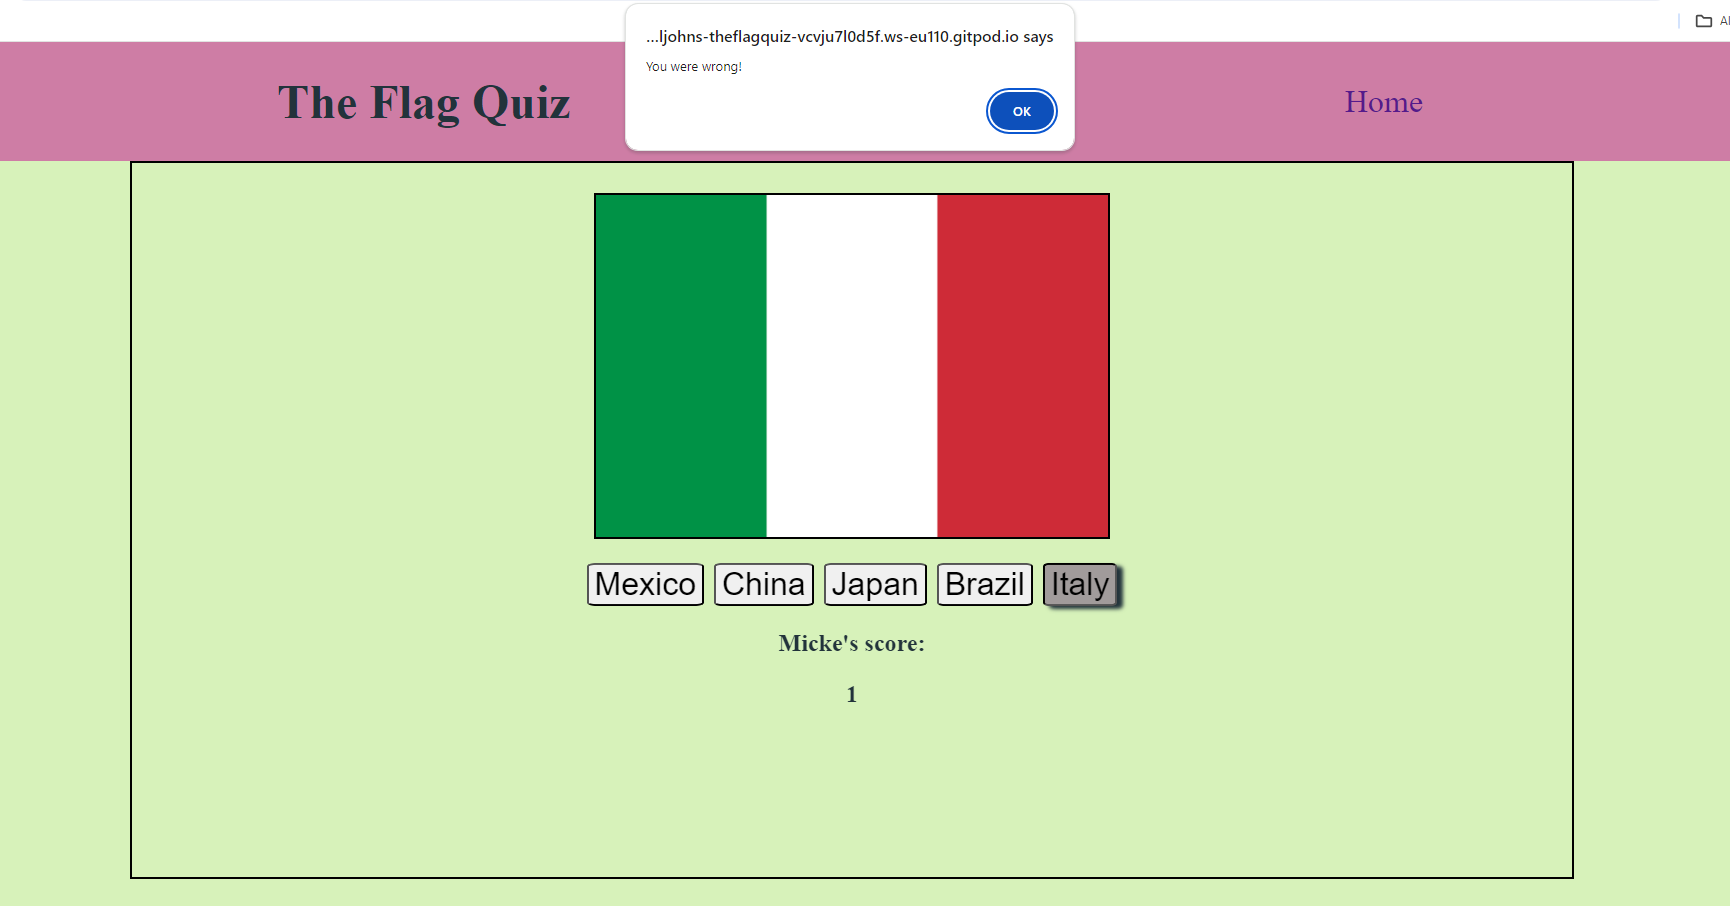 ...ljohns-theflagquiz-vcvju7l0d5f.ws-eu110.gitpod.io says
You were wrong!
OK
The Flag Quiz
Home
Mexico China Japan Brazil Italy
Micke's score:
1